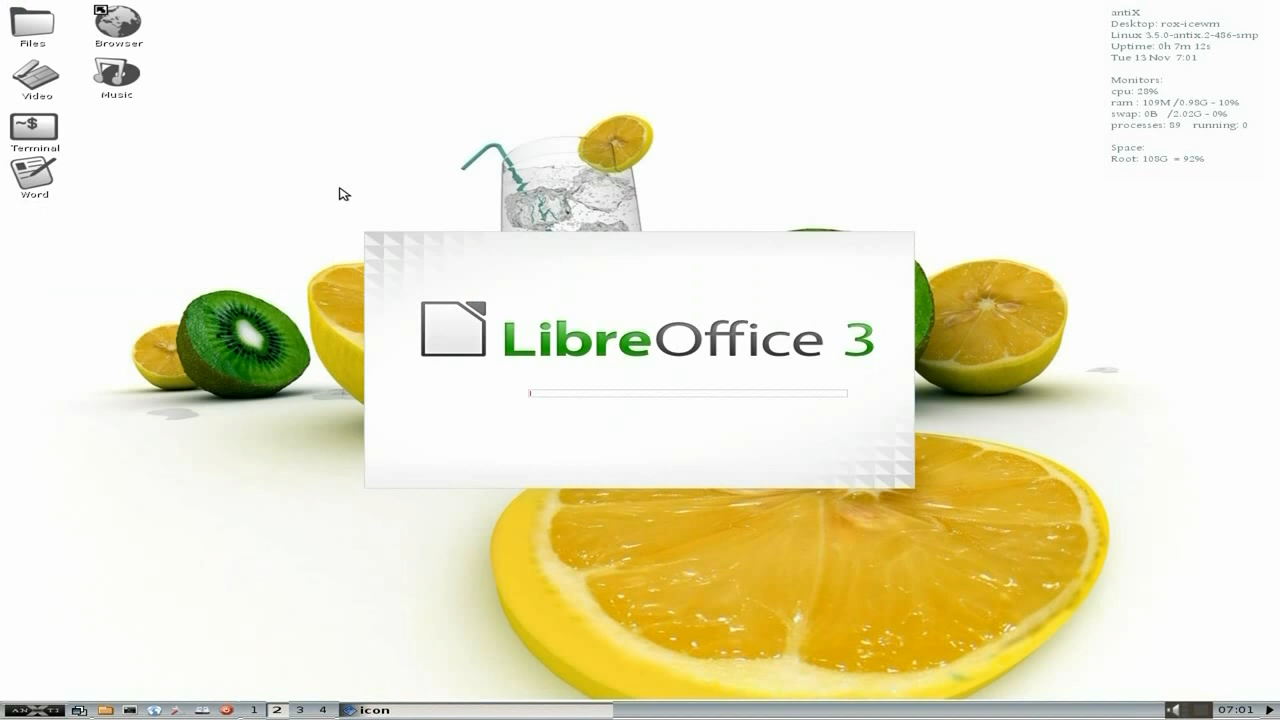 Files
Browser
Video
Music
~$
Terminal
Word
antiX
Desktop: rox-icewm
Linux 3.5.0-antix.2-486-smp
Uptime: 0h 7m 12s
Tue 13 Nov 7:01
Monitors:
cpu: 28%
ram : 109M /0.98G - 10%
swap: 0B /2.02G - 0%
processes: 89 running: 0
Space:
Root: 108G = 92%
LibreOffice 3
ANTIX 1 2 3 4 icon 07:01